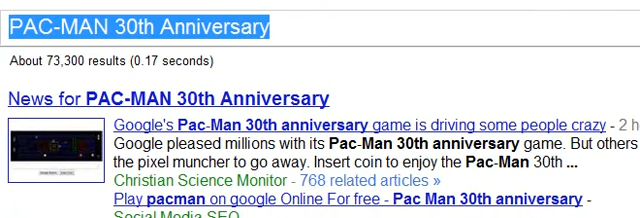 PAC-MAN 30th Anniversary
About 73,300 results (0.17 seconds)
News for PAC-MAN 30th Anniversary
Google's Pac-Man 30th anniversary game is driving some people crazy - 2 h
Google pleased millions with its Pac-Man 30th anniversary game. But others
the pixel muncher to go away. Insert coin to enjoy the Pac-Man 30th ...
Christian Science Monitor - 768 related articles »
Play pacman on google Online For free - Pac Man 30th anniversary -
Social Media SEO